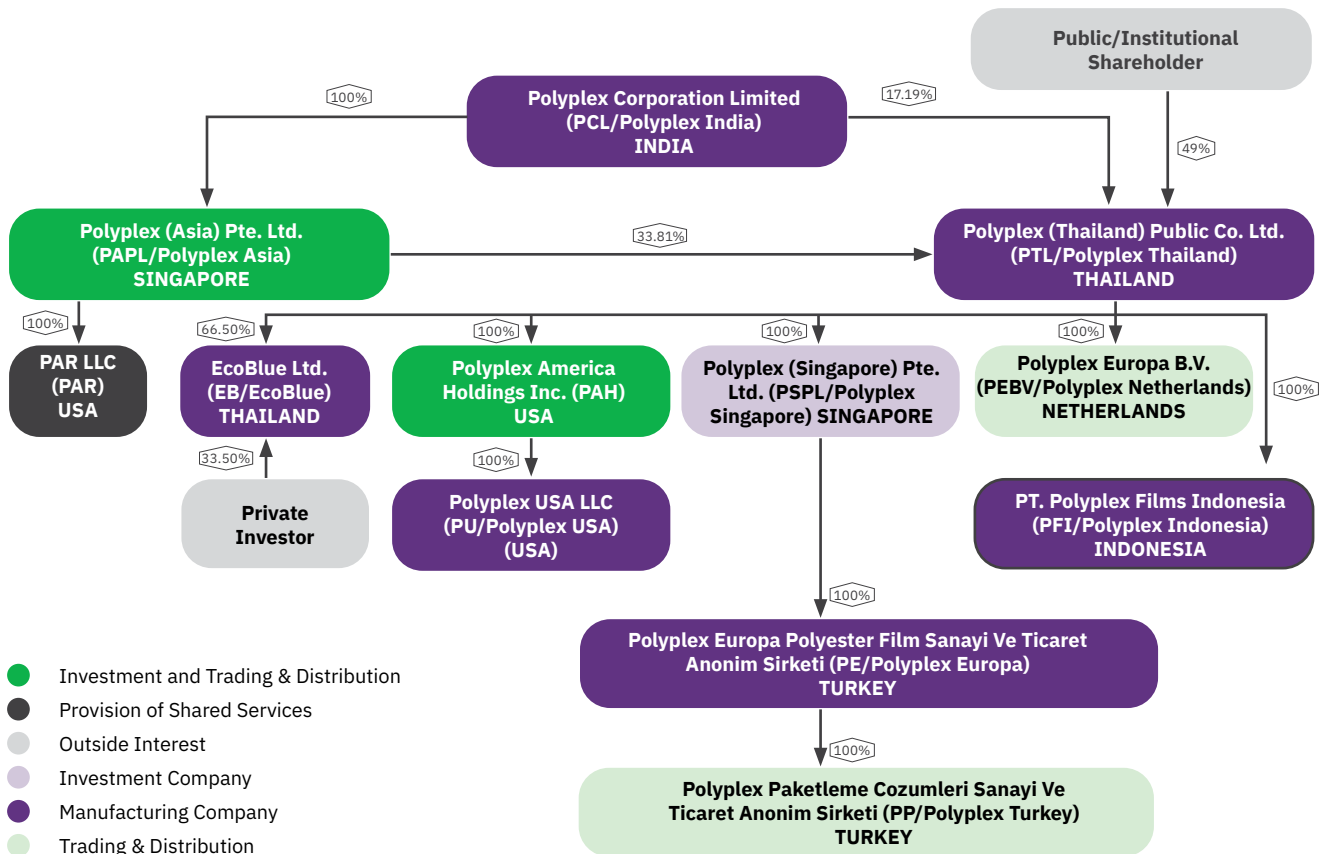 Public/Institutional
Shareholder
100%
Polyplex Corporation Limited
(PCL/Polyplex India)
INDIA
17.19%
49%
Polyplex (Asia) Pte. Ltd.
(PAPL/Polyplex Asia)
SINGAPORE
33.81%
Polyplex (Thailand) Public Co. Ltd.
(PTL/Polyplex Thailand)
THAILAND
100%
66.50%
100%
100%
100%
100%
PAR LLC
(PAR)
USA
EcoBlue Ltd.
(EB/EcoBlue)
THAILAND
Polyplex America
Holdings Inc. (PAH)
USA
Polyplex (Singapore) Pte.
Ltd. (PSPL/Polyplex
Singapore) SINGAPORE
Polyplex Europa B.V.
(PEBV/Polyplex Netherlands)
NETHERLANDS
33.50%
100%
Private
Investor
Polyplex USA LLC
(PU/Polyplex USA)
(USA)
PT. Polyplex Films Indonesia
(PFI/Polyplex Indonesia)
INDONESIA
100%
Polyplex Europa Polyester Film Sanayi Ve Ticaret
Anonim Sirketi (PE/Polyplex Europa)
TURKEY
100%
Polyplex Paketleme Cozumleri Sanayi Ve
Ticaret Anonim Sirketi (PP/Polyplex Turkey)
TURKEY
Investment and Trading & Distribution
Provision of Shared Services
Outside Interest
Investment Company
Manufacturing Company
Trading & Distribution